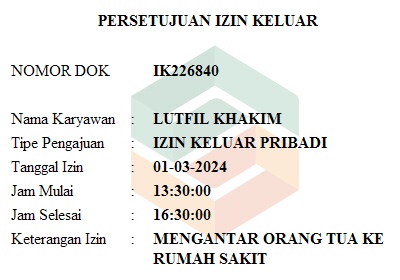 PERSETUJUAN IZIN KELUAR
NOMOR DOK IK226840
Nama Karyawan : LUTFIL KHAKIM
Tipe Pengajuan : IZIN KELUAR PRIBADI
Tanggal Izin : 01-03-2024
Jam Mulai : 13:30:00
Jam Selesai : 16:30:00
Keterangan Izin : MENGANTAR ORANG TUA KE
RUMAH SAKIT